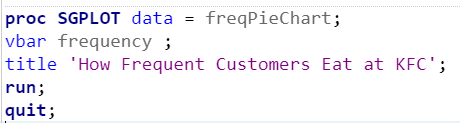 proc SGPLOT data = freqPieChart;
vbar frequency ;
title 'How Frequent Customers Eat at KFC';
run;
quit;